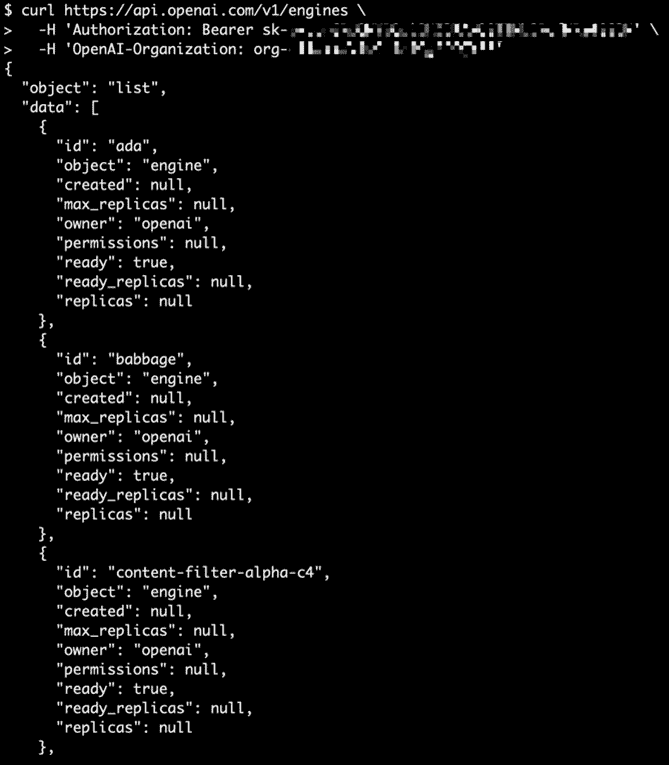 $ curl https://api.openai.com/v1/engines \
>   -H 'Authorization: Bearer sk-' \
>   -H 'OpenAI-Organization: org-'
{
  "object": "list",
  "data": [
    {
      "id": "ada",
      "object": "engine",
      "created": null,
      "max_replicas": null,
      "owner": "openai",
      "permissions": null,
      "ready": true,
      "ready_replicas": null,
      "replicas": null
    },
    {
      "id": "babbage",
      "object": "engine",
      "created": null,
      "max_replicas": null,
      "owner": "openai",
      "permissions": null,
      "ready": true,
      "ready_replicas": null,
      "replicas": null
    },
    {
      "id": "content-filter-alpha-c4",
      "object": "engine",
      "created": null,
      "max_replicas": null,
      "owner": "openai",
      "permissions": null,
      "ready": true,
      "ready_replicas": null,
      "replicas": null
    },